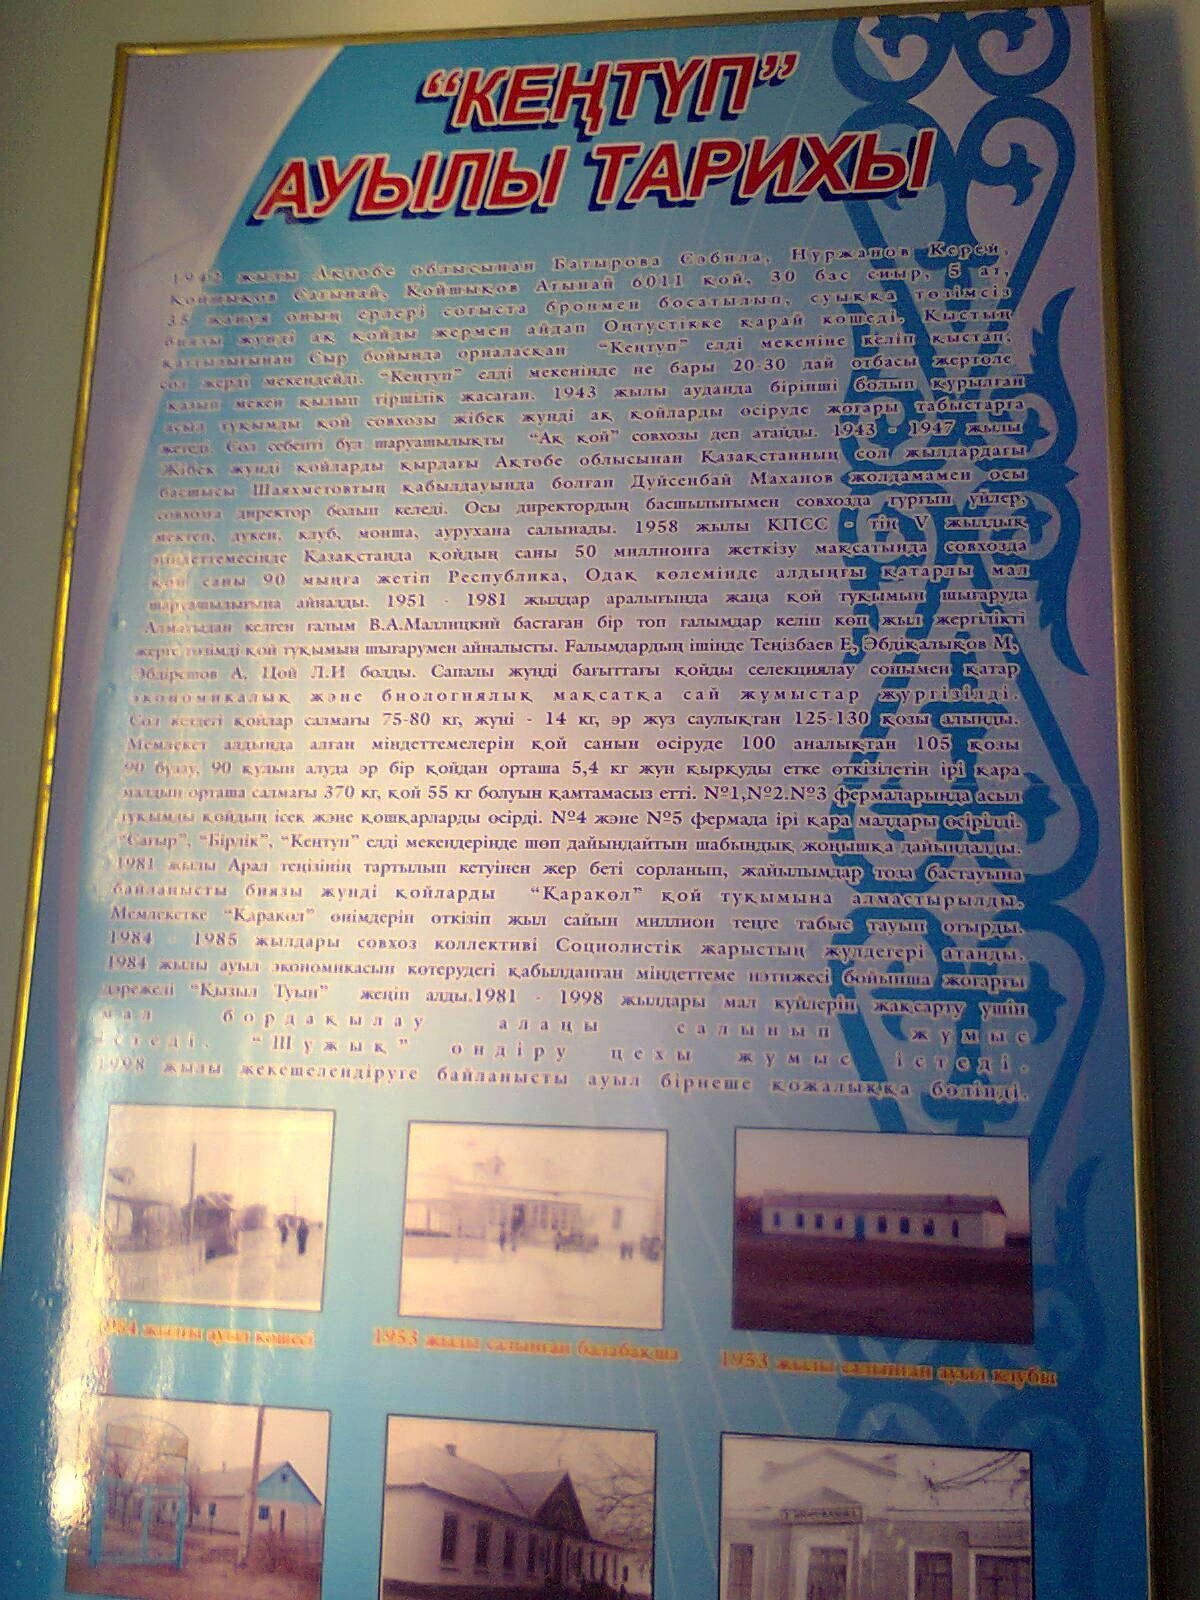 “КЕҢТҮП”
АУЫЛЫ ТАРИХЫ
1942 жылы Ақтөбе облысынан Батырова Сәбила, Нұржанов Керей,
Қойшықов Сағынай, Қойшықов Ағынай 6011 қой, 30 бас сиыр, 5 ат,
35 жануя оның ерлері соғыста бронмен босатылып, суыққа төзімсіз
биязы жүнді ақ қойды жермен айдап Оңтүстікке қарай көшеді. Қыстың
қаттылығынан Сыр бойында орналасқан “Кеңтүп” елді мекеніне келіп қыстап,
сол жерді мекендейді. “Кеңтүп” елді мекенінде не бары 20-30 дай отбасы жертөле
қазып мекен қылып тіршілік жасаған. 1943 жылы ауданда бірінші болып құрылған
асыл тұқымды қой совхозы жібек жүнді ақ қойларды өсіруде жоғары табыстарға
жетеді. Сол себепті бұл шаруашылықты “Ақ қой” совхозы деп атайды. 1943 - 1947 жылы
Жібек жүнді қойларды қырдағы Ақтөбе облысынан Қазақстанның сол жылдардағы
басшысы Шаяхметовтың қабылдауында болған Дүйсенбай Маханов жолдамамен осы
совхозға директор болып келеді. Осы директордың басшылығымен совхозда тұрғын үйлер,
мектеп, дүкен, клуб, монша, аурухана салынады. 1958 жылы КПСС - тің V жылдық
міндеттемесінде Қазақстанда қойдың саны 50 миллионға жеткізу мақсатында совхозда
қой саны 90 мыңға жетіп Республика, Одақ көлемінде алдыңғы қатарлы мал
шаруашылығына айналды. 1951 - 1981 жылдар аралығында жаңа қой тұқымын шығаруда
Алматыдан келген ғалым В.А.Маллицкий бастаған бір топ ғалымдар келіп көп жыл жергілікті
жерге төзімді қой тұқымын шығарумен айналысты. Ғалымдардың ішінде Теңізбаев Е, Әбдіқалықов М,
А, Цой Л.И болды. Сапалы жүнді бағыттағы қойды селекциялау сонымен қатар
экономикалық және биологиялық мақсатқа сай жұмыстар жүргізілді.
Сол кездегі қойлар салмағы 75-80 кг, жүні - 14 кг, әр жүз саулықтан 125-130 қозы алынды.
Мемлекет алдында алған міндеттемелерін қой санын өсіруде 100 аналықтан 105 қозы
90 бұзау, 90 құлын алуда әр бір қойдан орташа 5,4 кг жүн қырқуды етке өткізілетін ірі қара
малдың орташа салмағы 370 кг, қой 55 кг болуын қамтамасыз етті. №1,№2.№3 фермаларында асыл
тұқымды қойдың ісек және қошқарларды өсірді. №4 және №5 фермада ірі қара малдары өсірілді.
“Сағыр”, “Бірлік”, “Кеңтүп” елді мекендерінде шөп дайындайтын шабындық жоңышқа дайындалды.
1981 жылы Арал теңізінің тартылып кетуінен жер беті сорланып, жайылымдар тоза бастауына
байланысты биязы жүнді қойларды “Қаракөл” қой тұқымына алмастырылды.
Мемлекетке “Қаракөл” өнімдерін өткізіп жыл сайын миллион теңге табыс тауып отырды.
1984 - 1985 жылдары совхоз коллективі Социолистік жарыстың жүлдегері атанды.
1984 жылы ауыл экономикасын көтерудегі қабылданған міндеттеме нәтижесі бойынша жоғарғы
дәрежелі “Қызыл Туын” жеңіп алды.1981 - 1998 жылдары мал күйлерін жақсарту үшін
мал бордақылау алаңы салынып жұмыс
істеді. “Шұжық” өндіру цехы жұмыс істеді.
1998 жылы жекешелендіруге байланысты ауыл бірнеше қожалыққа бөлінді.
жылғы ауыл көшесі
1953 жылы салынған балабақша
1953 жылы салынған ауыл клубы